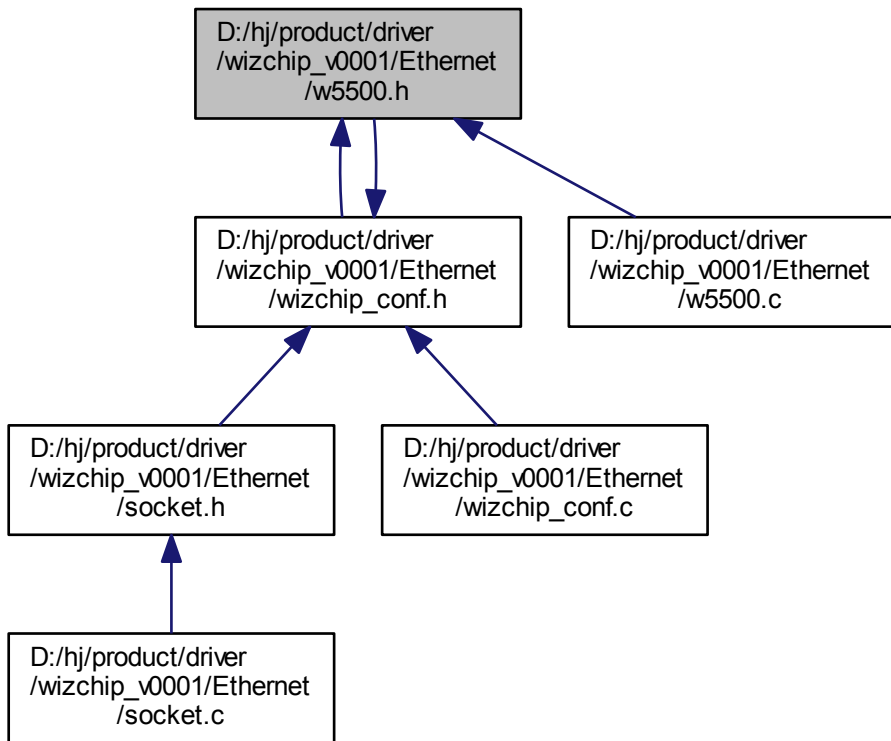 D:/hj/product/driver
/wizchip_v0001/Ethernet
/w5500.h
D:/hj/product/driver
/wizchip_v0001/Ethernet
/wizchip_conf.h
D:/hj/product/driver
/wizchip_v0001/Ethernet
/w5500.c
D:/hj/product/driver
/wizchip_v0001/Ethernet
/socket.h
D:/hj/product/driver
/wizchip_v0001/Ethernet
/wizchip_conf.c
D:/hj/product/driver
/wizchip_v0001/Ethernet
/socket.c